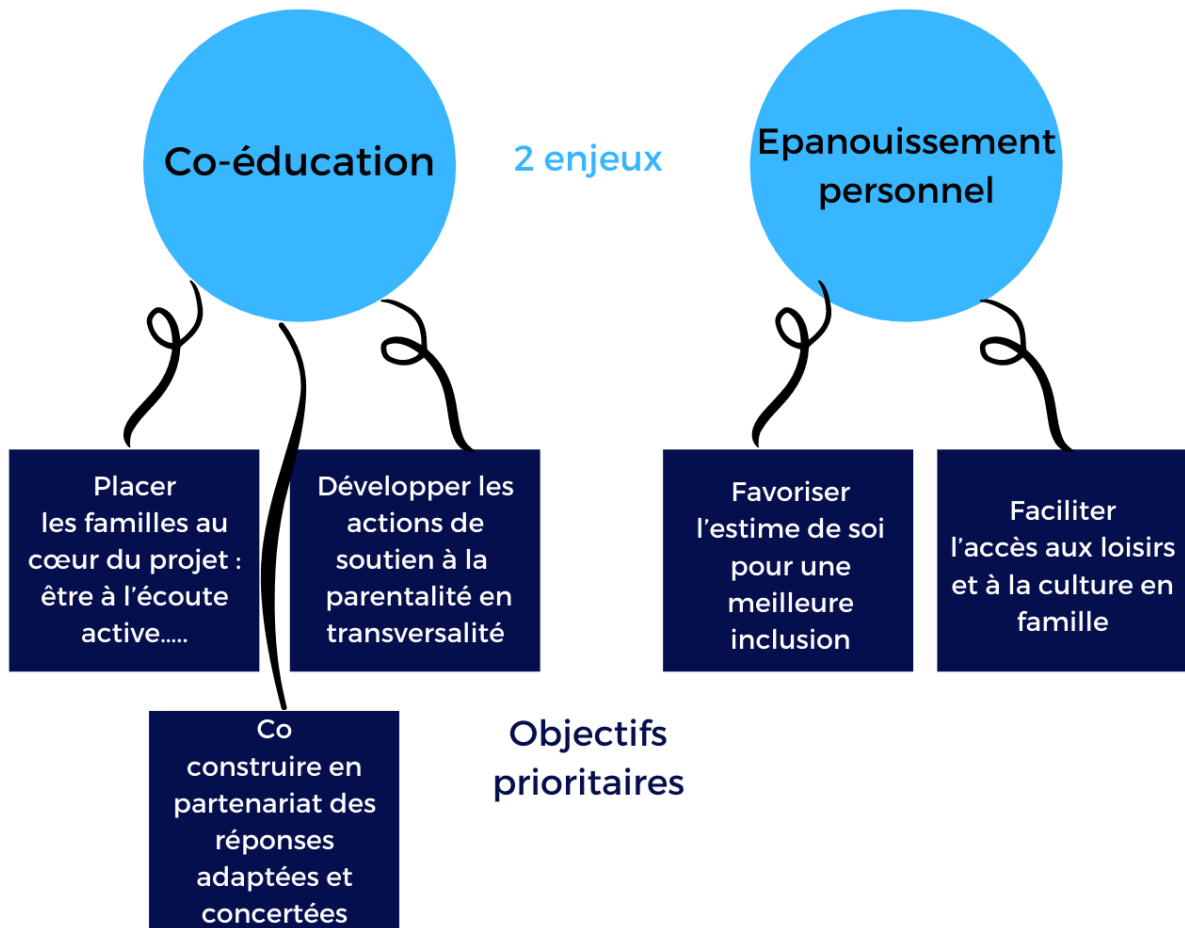 Co-éducation
2 enjeux
Epanouissement
personnel
Placer
les familles au
cœur du projet :
être à l'écoute
active.....
Développer les
actions de
soutien à la
parentalité en
transversalité
Favoriser
l'estime de soi
pour une
meilleure
inclusion
Faciliter
l'accès aux loisirs
et à la culture en
famille
Co
construire en
partenariat des
réponses
adaptées et
concertées
Objectifs
prioritaires